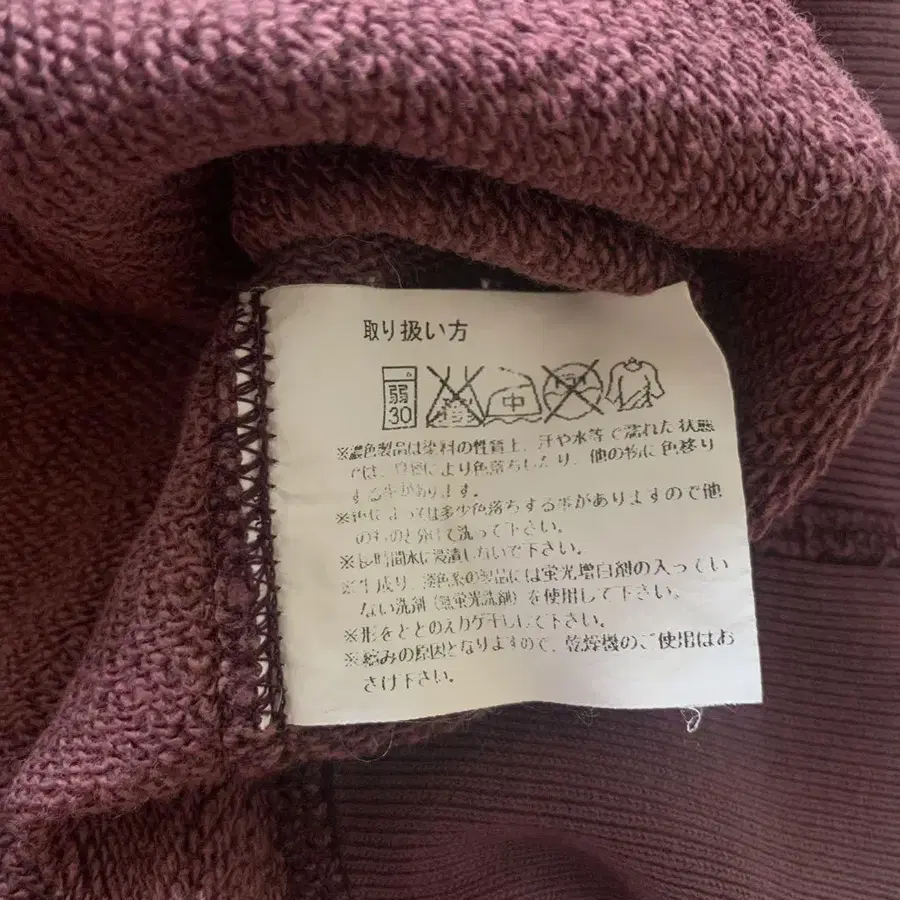 取り扱い方
弱
30
中
※濃色製品は染料の性質上、汗や水等で濡れた状態
では、摩擦により色落ちしたり、他の物に色移り
する事があります。
※色によっては多少色落ちする事がありますので他
のものと分けて洗って下さい。
※長時間水に浸漬しないで下さい。
※生成り、淡色系の製品には蛍光増白剤の入ってい
ない洗剤（無蛍光洗剤）を使用して下さい。
※形をととのえカゲ干しして下さい。
※縮みの原因となりますので、乾燥機のご使用はお
さけ下さい。